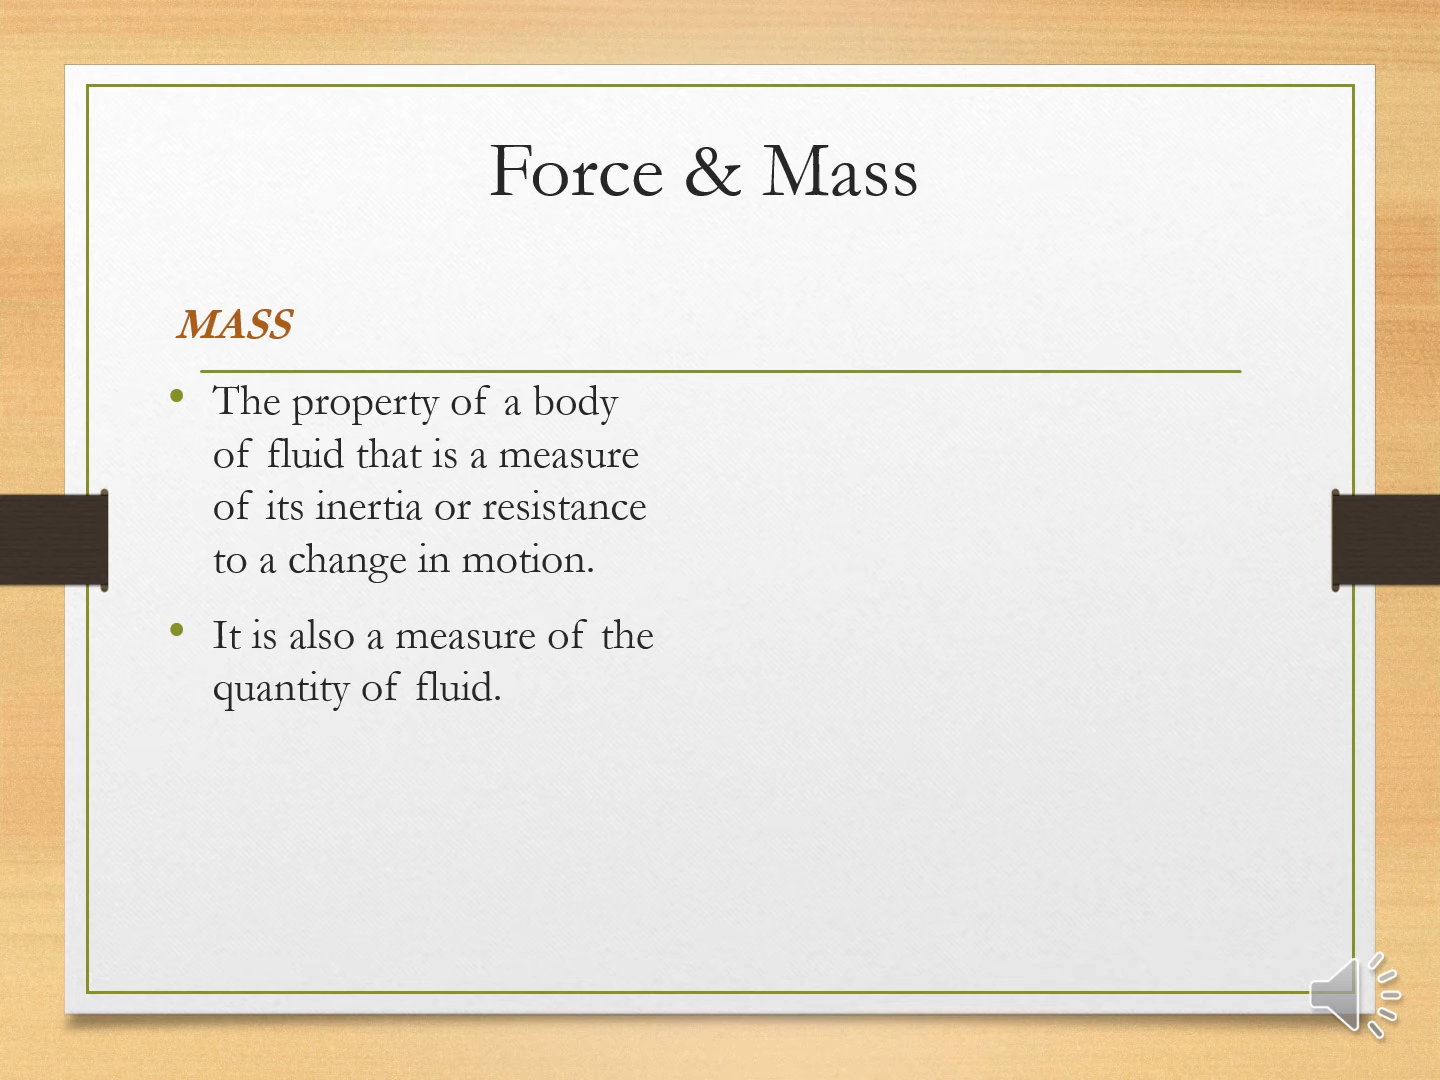 Force & Mass
MASS
• The property of a body
of fluid that is a measure
of its inertia or resistance
to a change in motion.
• It is also a measure of the
quantity of fluid.